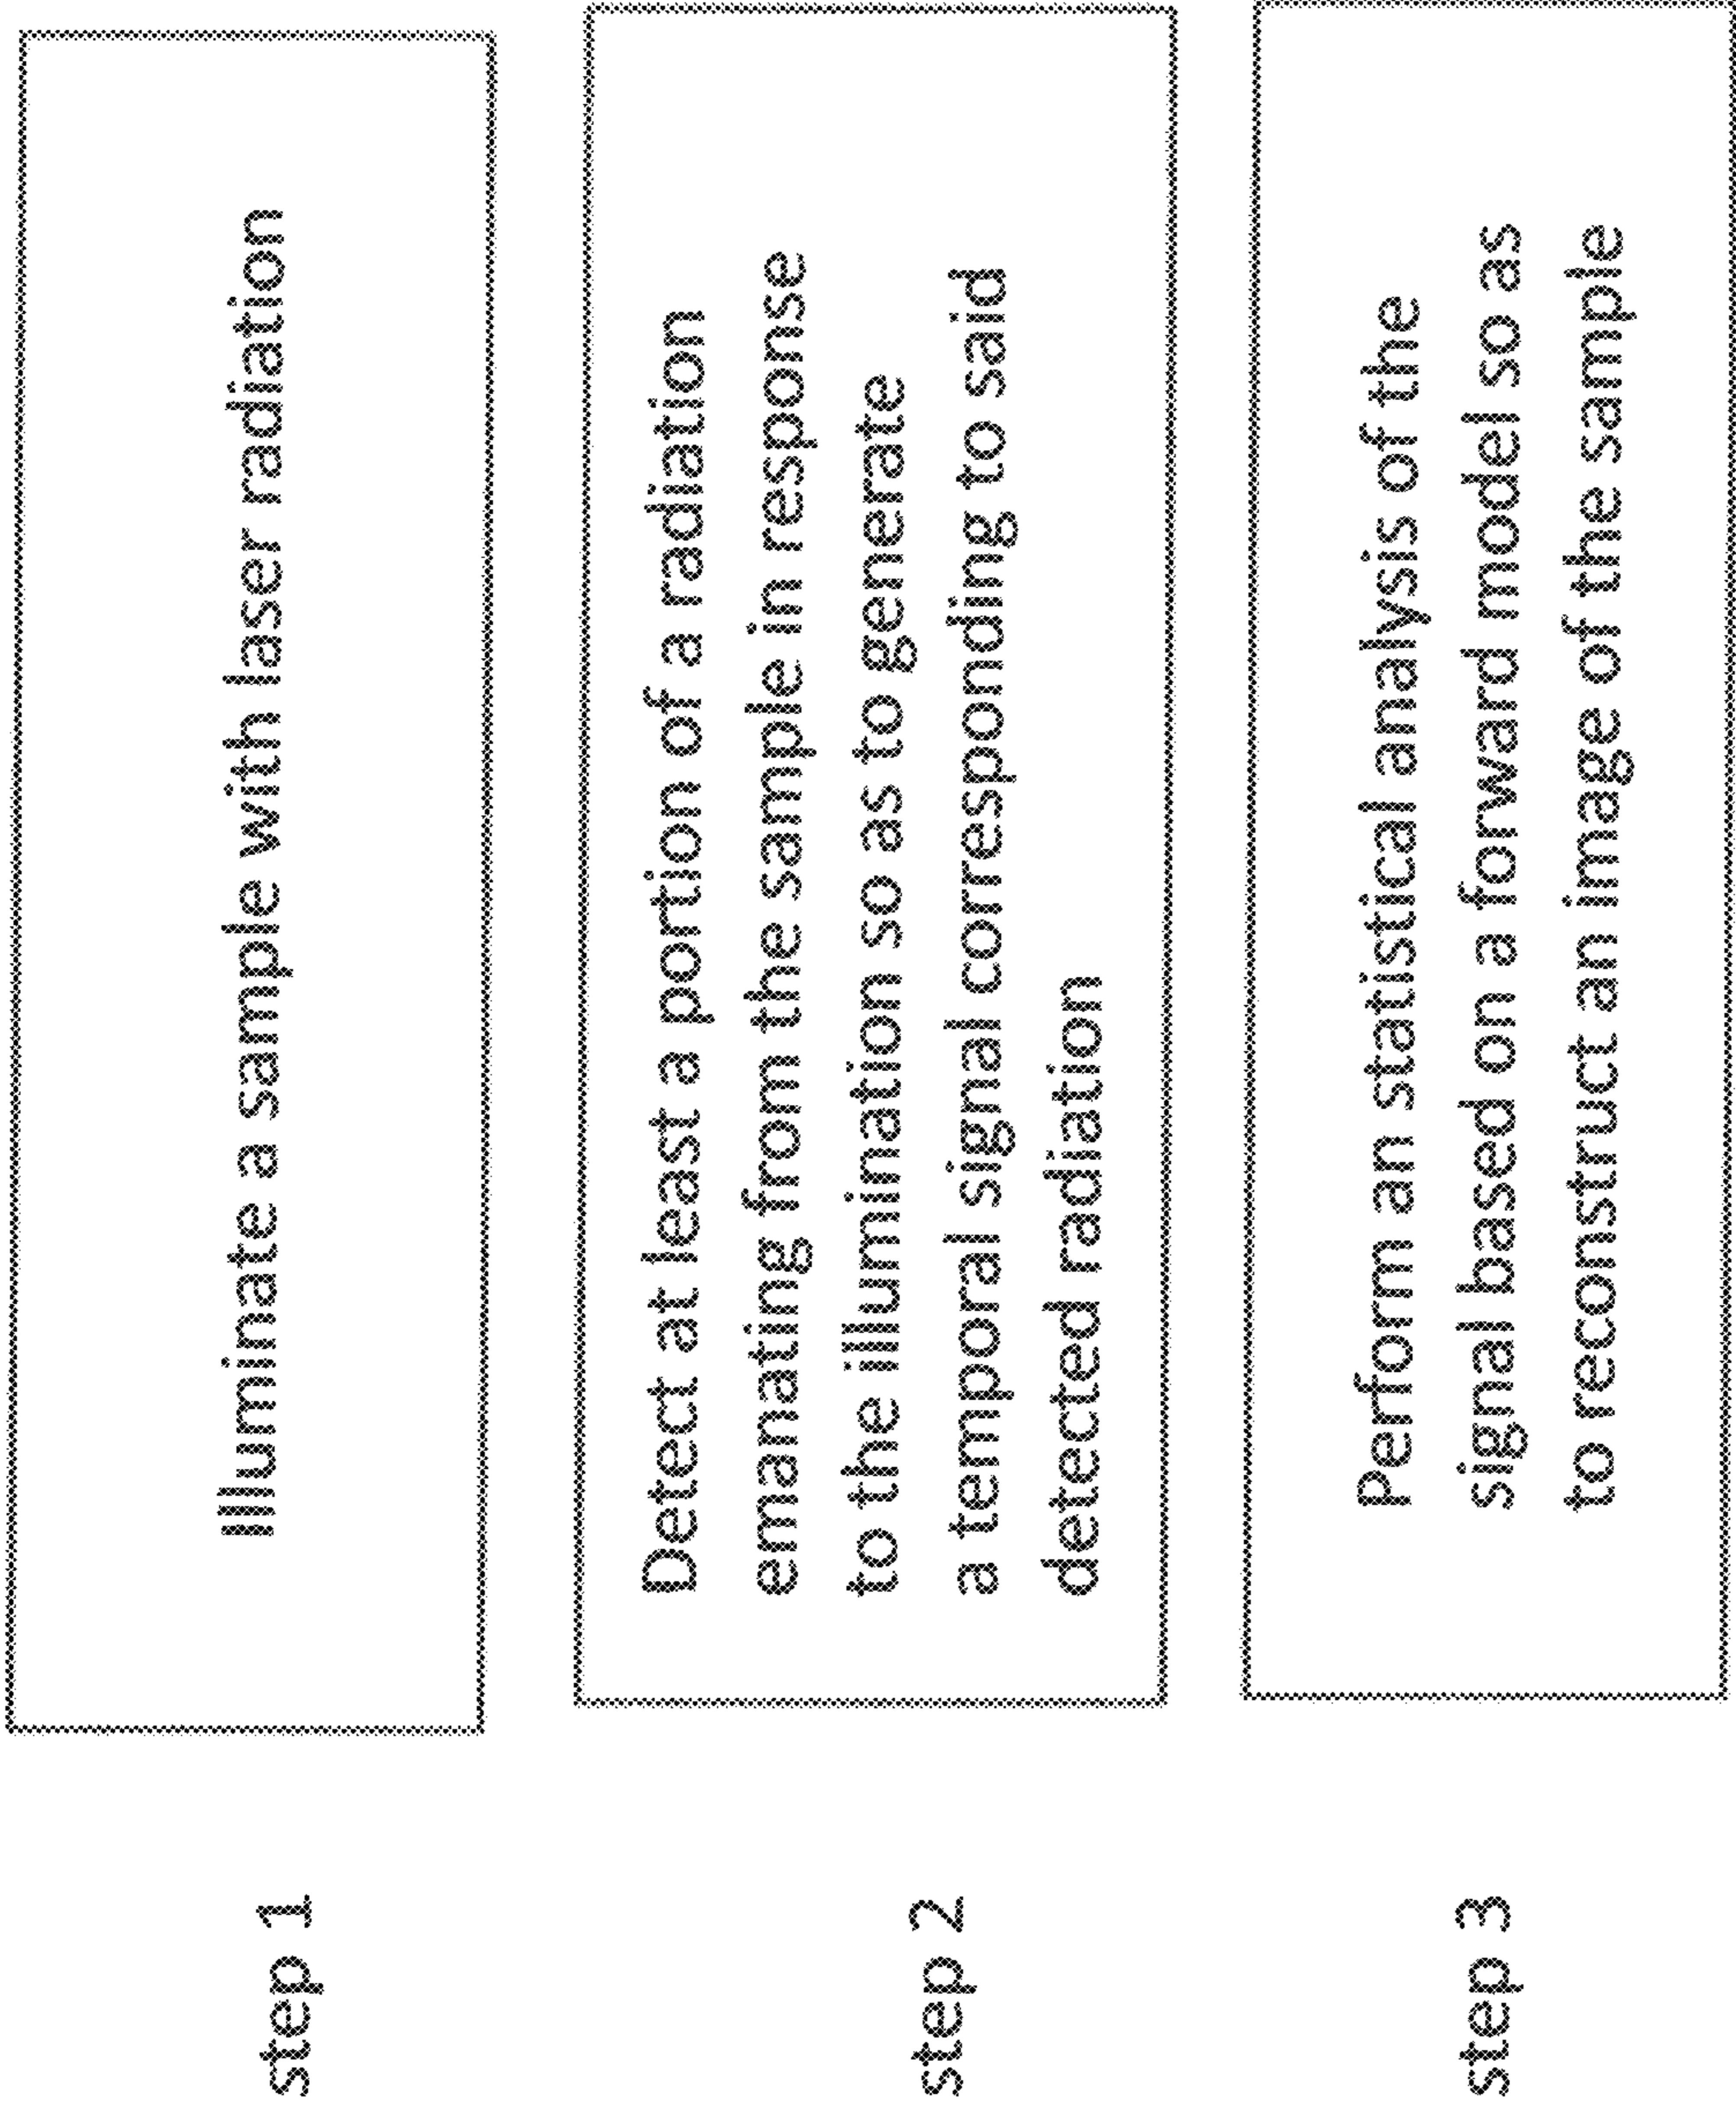 step 1
Illuminate a sample with laser radiation
step 2
Detect at least a portion of a radiation
emanating from the sample in response
to the illumination so as to generate
a temporal signal corresponding to said
detected radiation
step 3
Perform an statistical analysis of the
signal based on a forward model so as
to reconstruct an image of the sample